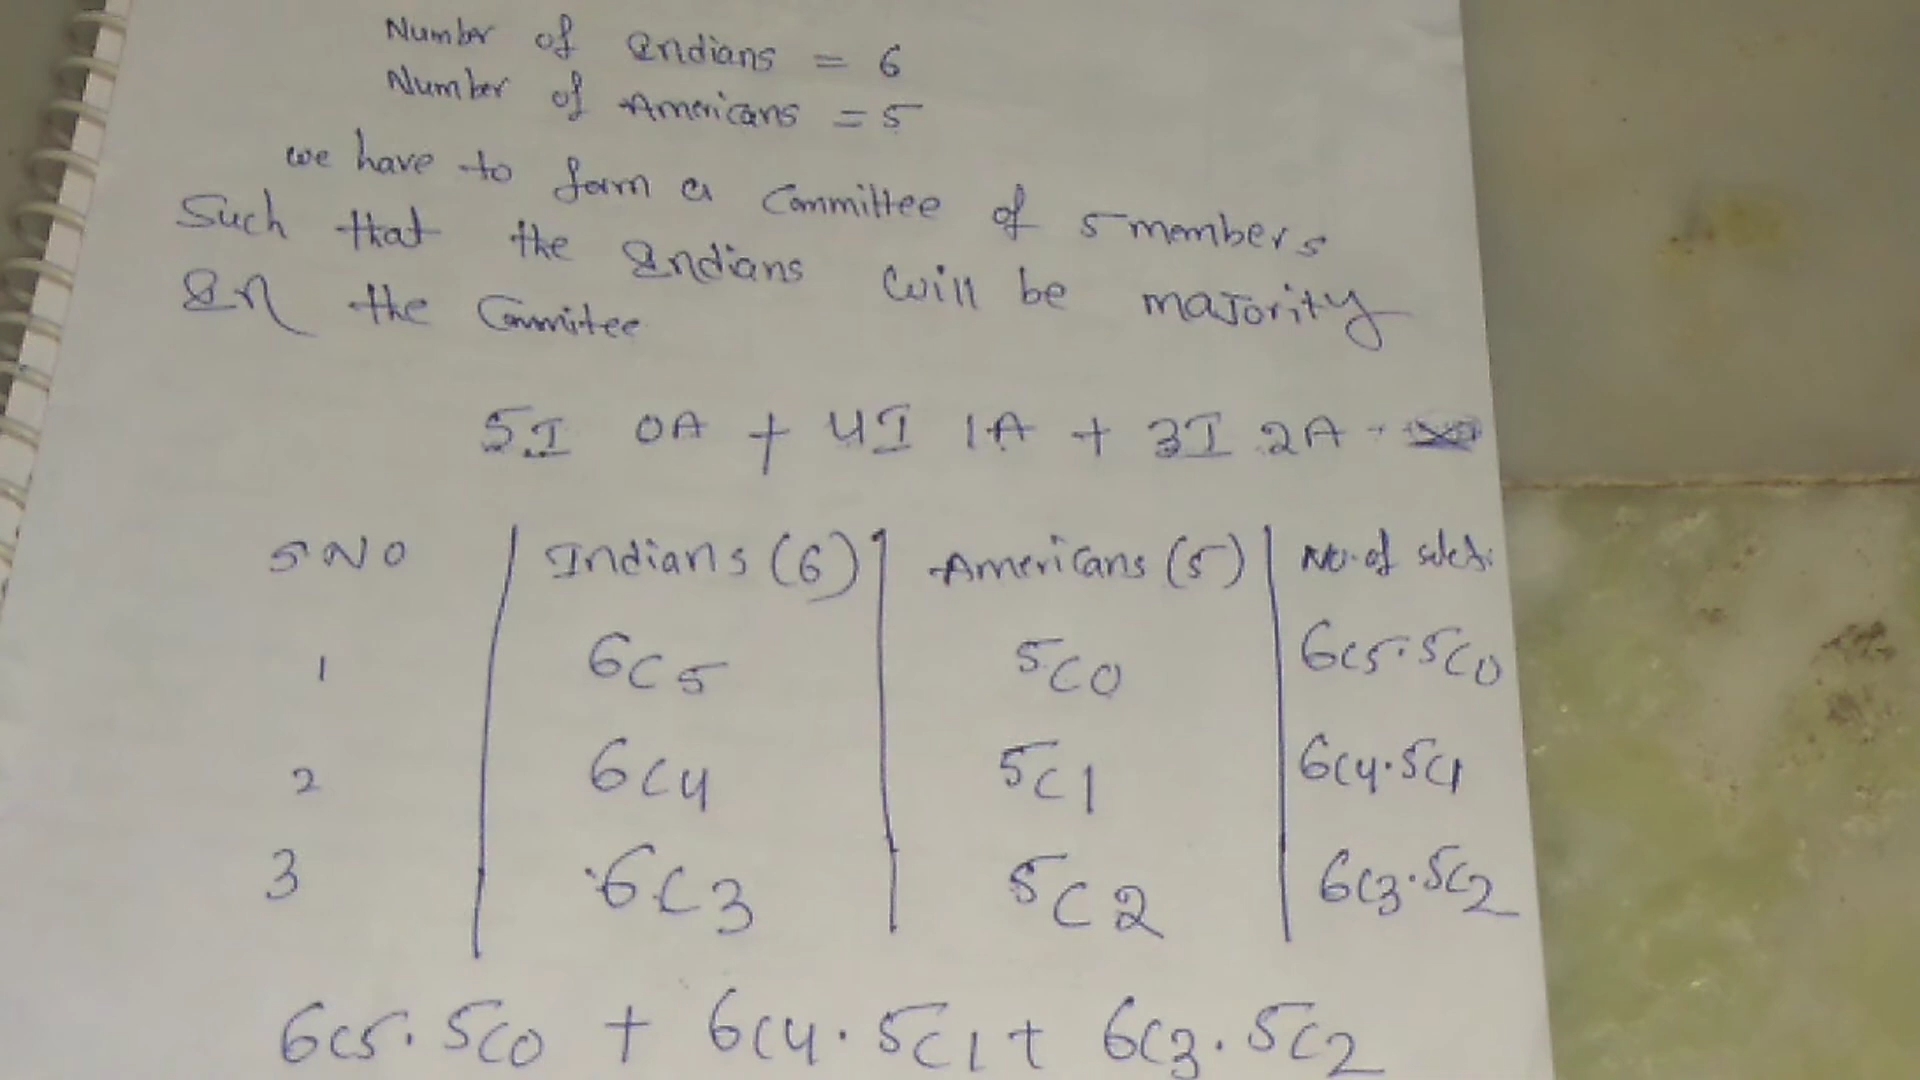 Number of Indians = 6
Number of Americans = 5
we have to form a Committee of 5 members
Such that the Indians will be majority
In the Commitee
5I 0A + 4I 1A + 3I 2A
S NO | Indians (6) | Americans (5) | No. of
1 6C5 5C0 6C5.5C0
2 6C4 5C1 6C4.5C1
3 6C3 5C2 6C3.5C2
6C5.5C0 + 6C4.5C1 + 6C3.5C2